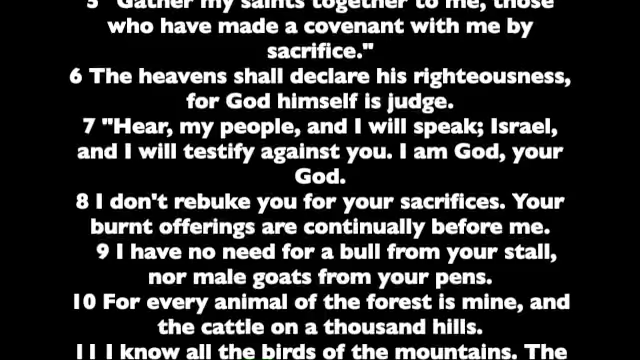 5 "Gather my saints together to me, those
who have made a covenant with me by
sacrifice."
6 The heavens shall declare his righteousness,
for God himself is judge.
7 "Hear, my people, and I will speak; Israel,
and I will testify against you. I am God, your
God.
8 I don't rebuke you for your sacrifices. Your
burnt offerings are continually before me.
9 I have no need for a bull from your stall,
nor male goats from your pens.
10 For every animal of the forest is mine, and
the cattle on a thousand hills.
11 I know all the birds of the mountains. The